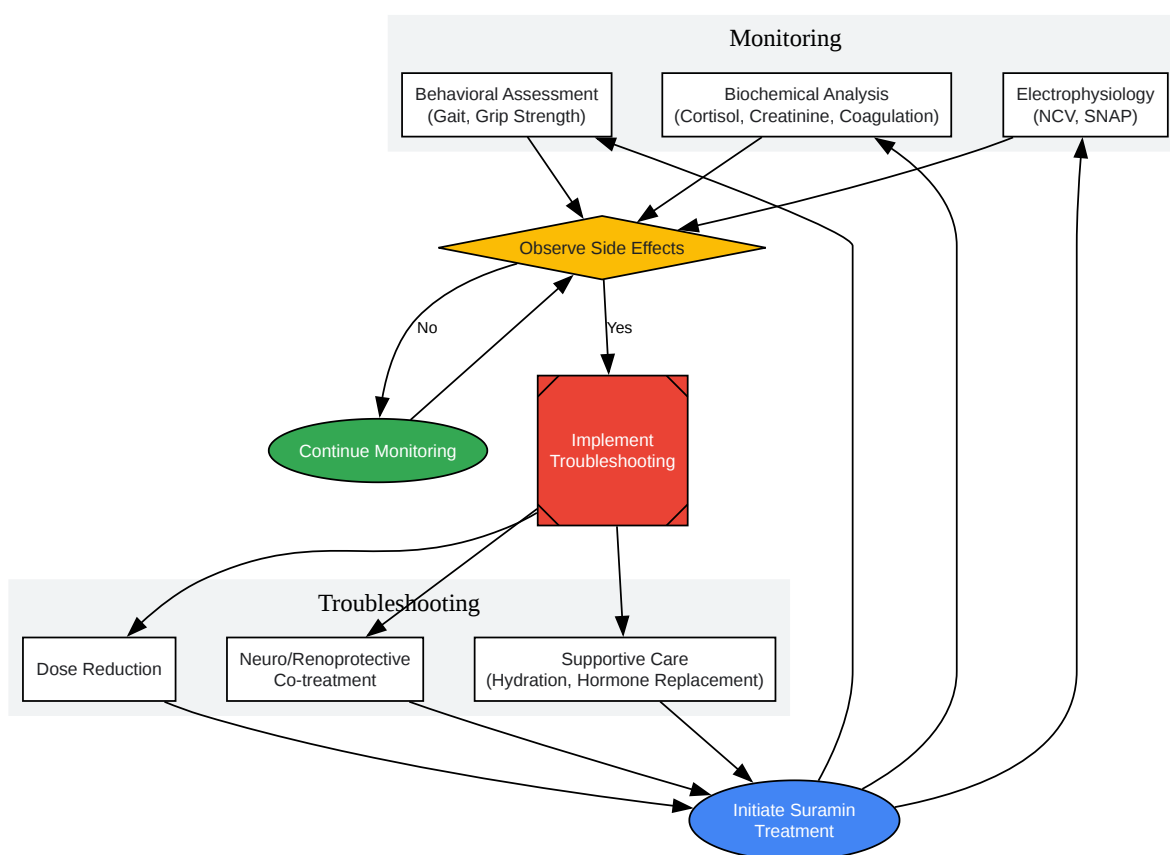 Monitoring
Behavioral Assessment
(Gait, Grip Strength)
Biochemical Analysis
(Cortisol, Creatinine, Coagulation)
Electrophysiology
(NCV, SNAP)
Observe Side Effects
No
Yes
Continue Monitoring
Implement
Troubleshooting
Troubleshooting
Dose Reduction
Neuro/Renoprotective
Co-treatment
Supportive Care
(Hydration, Hormone Replacement)
Initiate Suramin
Treatment